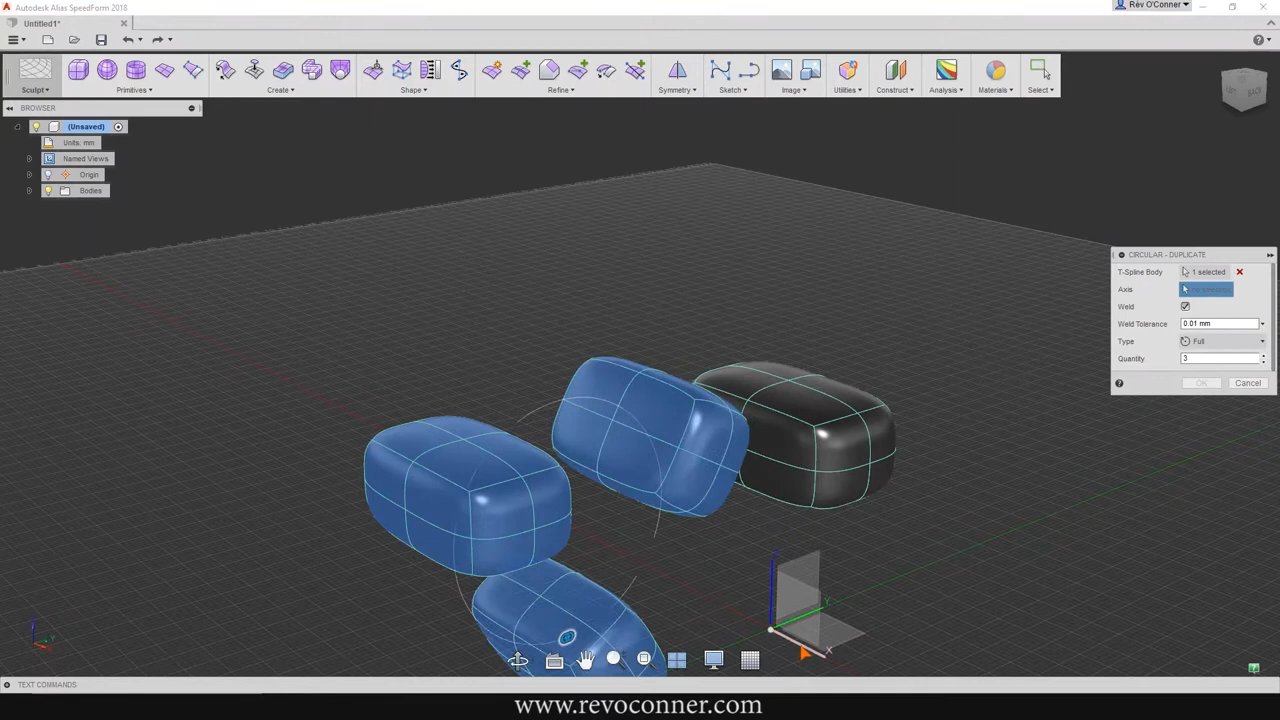 Autodesk Alias SpeedForm 2018
Rev O'Conner
Untitled1*
Sculpt
Primitives
Create
Shape
Refine
Symmetry
Sketch
Image
Utilities
Construct
Analysis
Materials
Select
BACK
BROWSER
(Unsaved)
Units: mm
Named Views
Origin
Bodies
CIRCULAR - DUPLICATE
T-Spline Body 1 selected
Axis
Weld
Weld Tolerance 0.01 mm
Type Full
Quantity 3
OK Cancel
Z
Y
X
Y
TEXT COMMANDS
www.revoconner.com